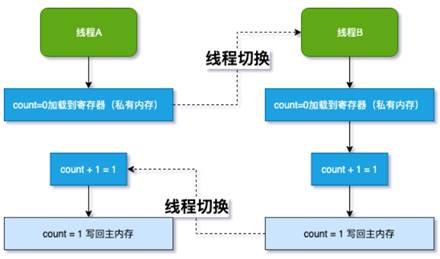 线程A
线程B
线程切换
count=0加载到寄存器（私有内存）
count=0加载到寄存器（私有内存）
count + 1 = 1
count + 1 = 1
线程切换
count = 1 写回主内存
count = 1 写回主内存